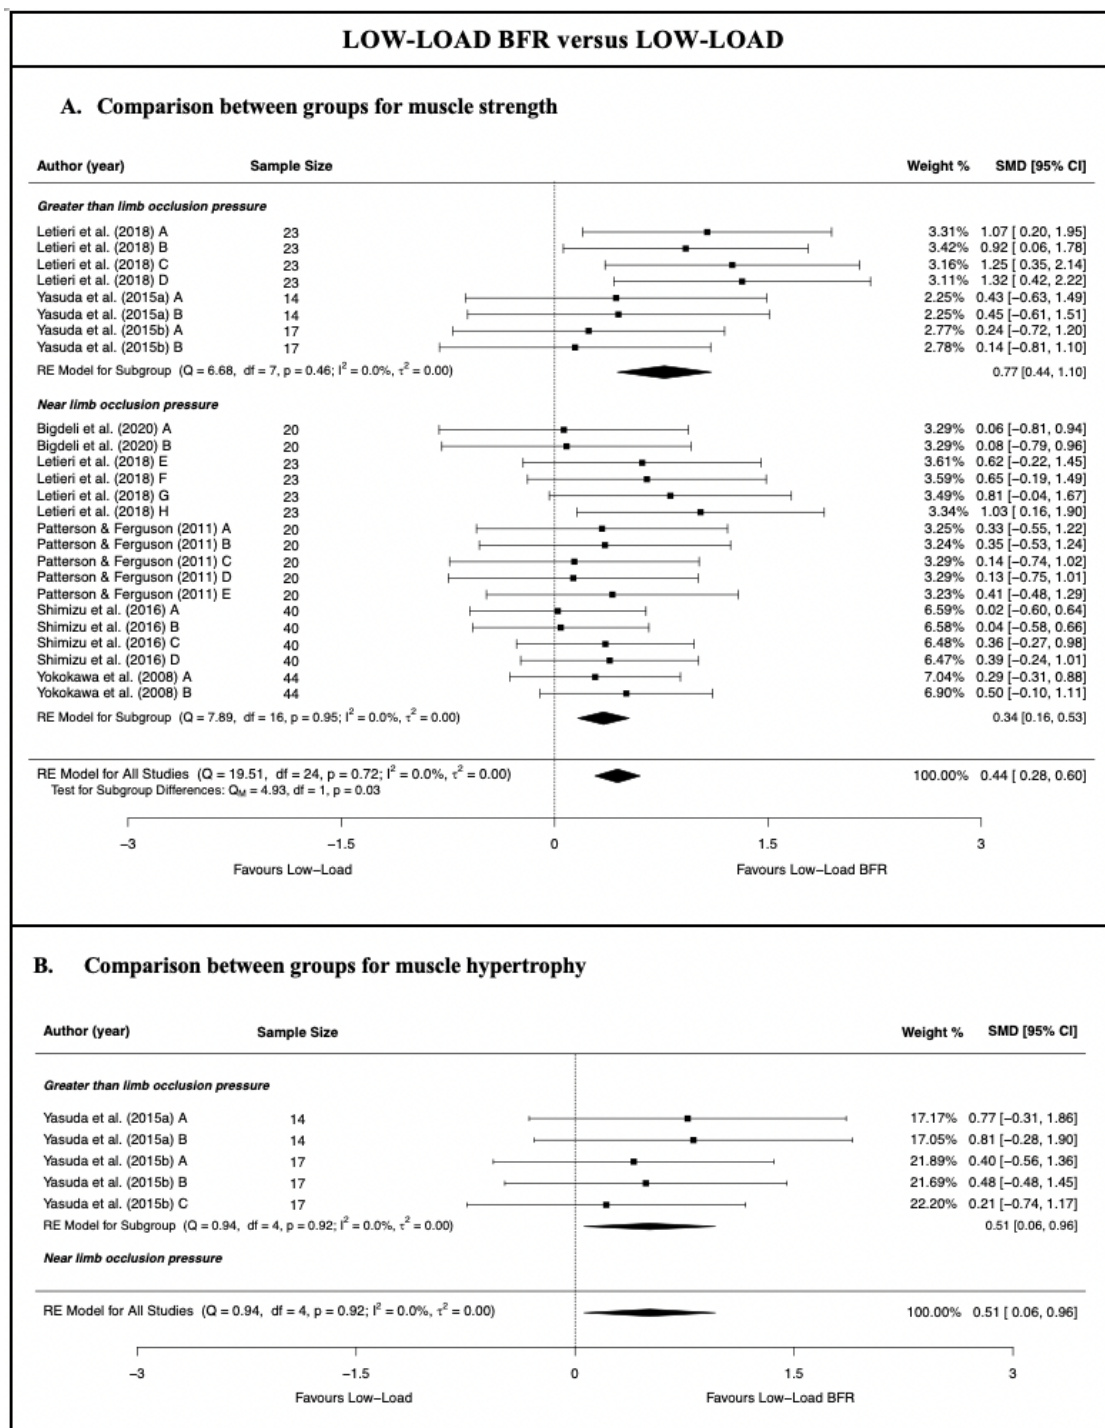 LOW-LOAD BFR versus LOW-LOAD
A. Comparison between groups for muscle strength
Author (year) Sample Size Weight % SMD [95% CI]
Greater than limb occlusion pressure
Letieri et al. (2018) A 23 3.31% 1.07 [ 0.20, 1.95]
Letieri et al. (2018) B 23 3.42% 0.92 [ 0.06, 1.78]
Letieri et al. (2018) C 23 3.16% 1.25 [ 0.35, 2.14]
Letieri et al. (2018) D 23 3.11% 1.32 [ 0.42, 2.22]
Yasuda et al. (2015a) A 14 2.25% 0.43 [−0.63, 1.49]
Yasuda et al. (2015a) B 14 2.25% 0.45 [−0.61, 1.51]
Yasuda et al. (2015b) A 17 2.77% 0.24 [−0.72, 1.20]
Yasuda et al. (2015b) B 17 2.78% 0.14 [−0.81, 1.10]
RE Model for Subgroup (Q = 6.68, df = 7, p = 0.46; I² = 0.0%, τ² = 0.00) 0.77 [0.44, 1.10]
Near limb occlusion pressure
Bigdeli et al. (2020) A 20 3.29% 0.06 [−0.81, 0.94]
Bigdeli et al. (2020) B 20 3.29% 0.08 [−0.79, 0.96]
Letieri et al. (2018) E 23 3.61% 0.62 [−0.22, 1.45]
Letieri et al. (2018) F 23 3.59% 0.65 [−0.19, 1.49]
Letieri et al. (2018) G 23 3.49% 0.81 [−0.04, 1.67]
Letieri et al. (2018) H 23 3.34% 1.03 [ 0.16, 1.90]
Patterson & Ferguson (2011) A 20 3.25% 0.33 [−0.55, 1.22]
Patterson & Ferguson (2011) B 20 3.24% 0.35 [−0.53, 1.24]
Patterson & Ferguson (2011) C 20 3.29% 0.14 [−0.74, 1.02]
Patterson & Ferguson (2011) D 20 3.29% 0.13 [−0.75, 1.01]
Patterson & Ferguson (2011) E 20 3.23% 0.41 [−0.48, 1.29]
Shimizu et al. (2016) A 40 6.59% 0.02 [−0.60, 0.64]
Shimizu et al. (2016) B 40 6.58% 0.04 [−0.58, 0.66]
Shimizu et al. (2016) C 40 6.48% 0.36 [−0.27, 0.98]
Shimizu et al. (2016) D 40 6.47% 0.39 [−0.24, 1.01]
Yokokawa et al. (2008) A 44 7.04% 0.29 [−0.31, 0.88]
Yokokawa et al. (2008) B 44 6.90% 0.50 [−0.10, 1.11]
RE Model for Subgroup (Q = 7.89, df = 16, p = 0.95; I² = 0.0%, τ² = 0.00) 0.34 [0.16, 0.53]
RE Model for All Studies (Q = 19.51, df = 24, p = 0.72; I² = 0.0%, τ² = 0.00) 100.00% 0.44 [ 0.28, 0.60]
Test for Subgroup Differences: Qᴍ = 4.93, df = 1, p = 0.03
−3 −1.5 0 1.5 3
Favours Low−Load Favours Low−Load BFR
B. Comparison between groups for muscle hypertrophy
Author (year) Sample Size Weight % SMD [95% CI]
Greater than limb occlusion pressure
Yasuda et al. (2015a) A 14 17.17% 0.77 [−0.31, 1.86]
Yasuda et al. (2015a) B 14 17.05% 0.81 [−0.28, 1.90]
Yasuda et al. (2015b) A 17 21.89% 0.40 [−0.56, 1.36]
Yasuda et al. (2015b) B 17 21.69% 0.48 [−0.48, 1.45]
Yasuda et al. (2015b) C 17 22.20% 0.21 [−0.74, 1.17]
RE Model for Subgroup (Q = 0.94, df = 4, p = 0.92; I² = 0.0%, τ² = 0.00) 0.51 [0.06, 0.96]
Near limb occlusion pressure
RE Model for All Studies (Q = 0.94, df = 4, p = 0.92; I² = 0.0%, τ² = 0.00) 100.00% 0.51 [ 0.06, 0.96]
−3 −1.5 0 1.5 3
Favours Low−Load Favours Low−Load BFR